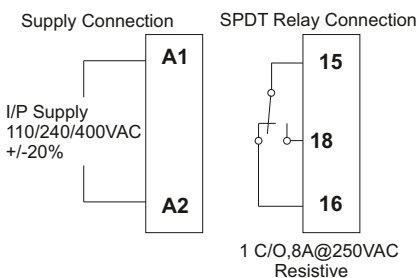 Supply Connection
A1
I/P Supply
110/240/400VAC
+/-20%
A2
SPDT Relay Connection
15
18
16
1 C/O,8A@250VAC
Resistive